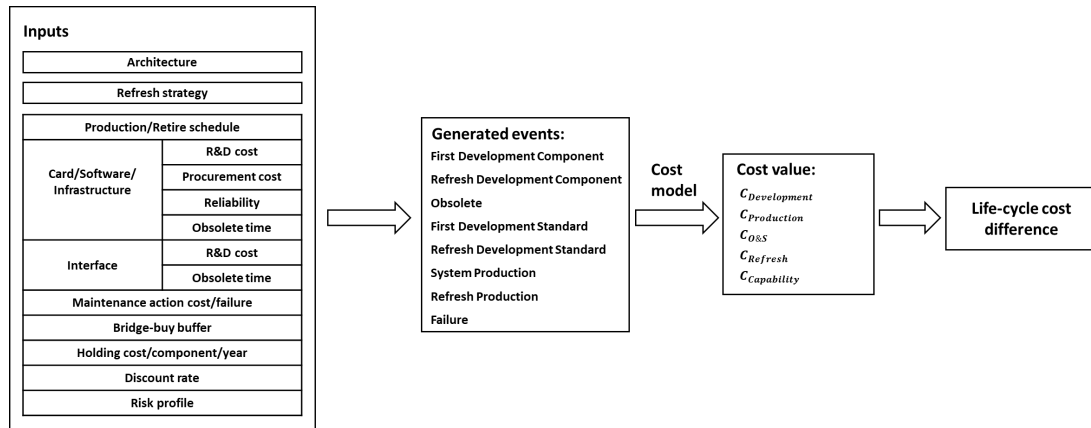 Inputs
Architecture
Refresh strategy
Production/Retire schedule
Card/Software/
Infrastructure
R&D cost
Procurement cost
Reliability
Obsolete time
Interface
R&D cost
Obsolete time
Maintenance action cost/failure
Bridge-buy buffer
Holding cost/component/year
Discount rate
Risk profile
Generated events:
First Development Component
Refresh Development Component
Obsolete
First Development Standard
Refresh Development Standard
System Production
Refresh Production
Failure
Cost
model
Cost value:
C_Development
C_Production
C_O&S
C_Refresh
C_Capability
Life-cycle cost
difference